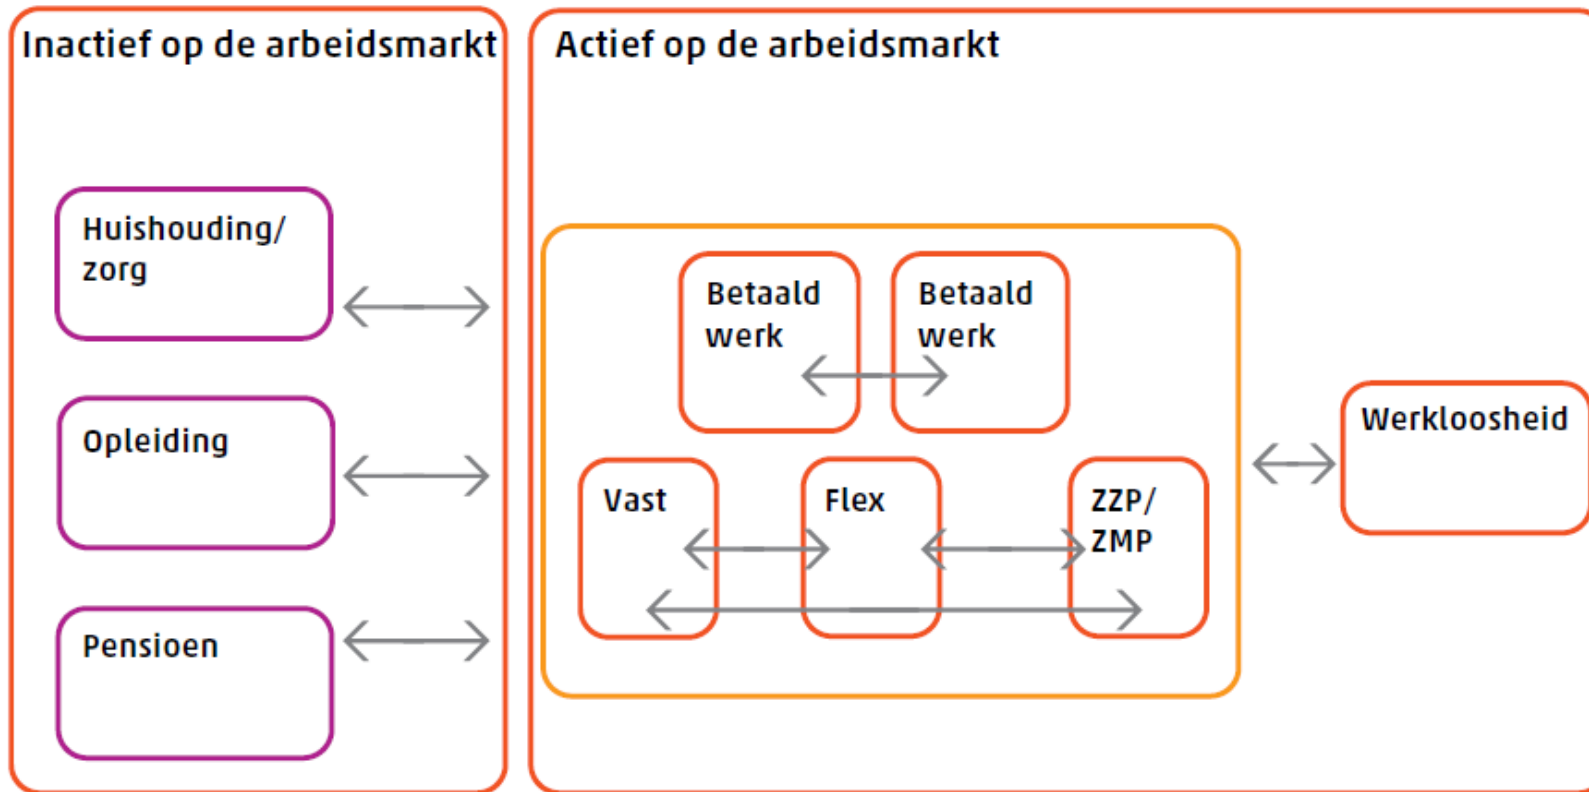 Inactief op de arbeidsmarkt
Actief op de arbeidsmarkt
Huishouding/
zorg
Opleiding
Pensioen
Betaald
werk
Betaald
werk
Vast
Flex
ZZP/
ZMP
Werkloosheid